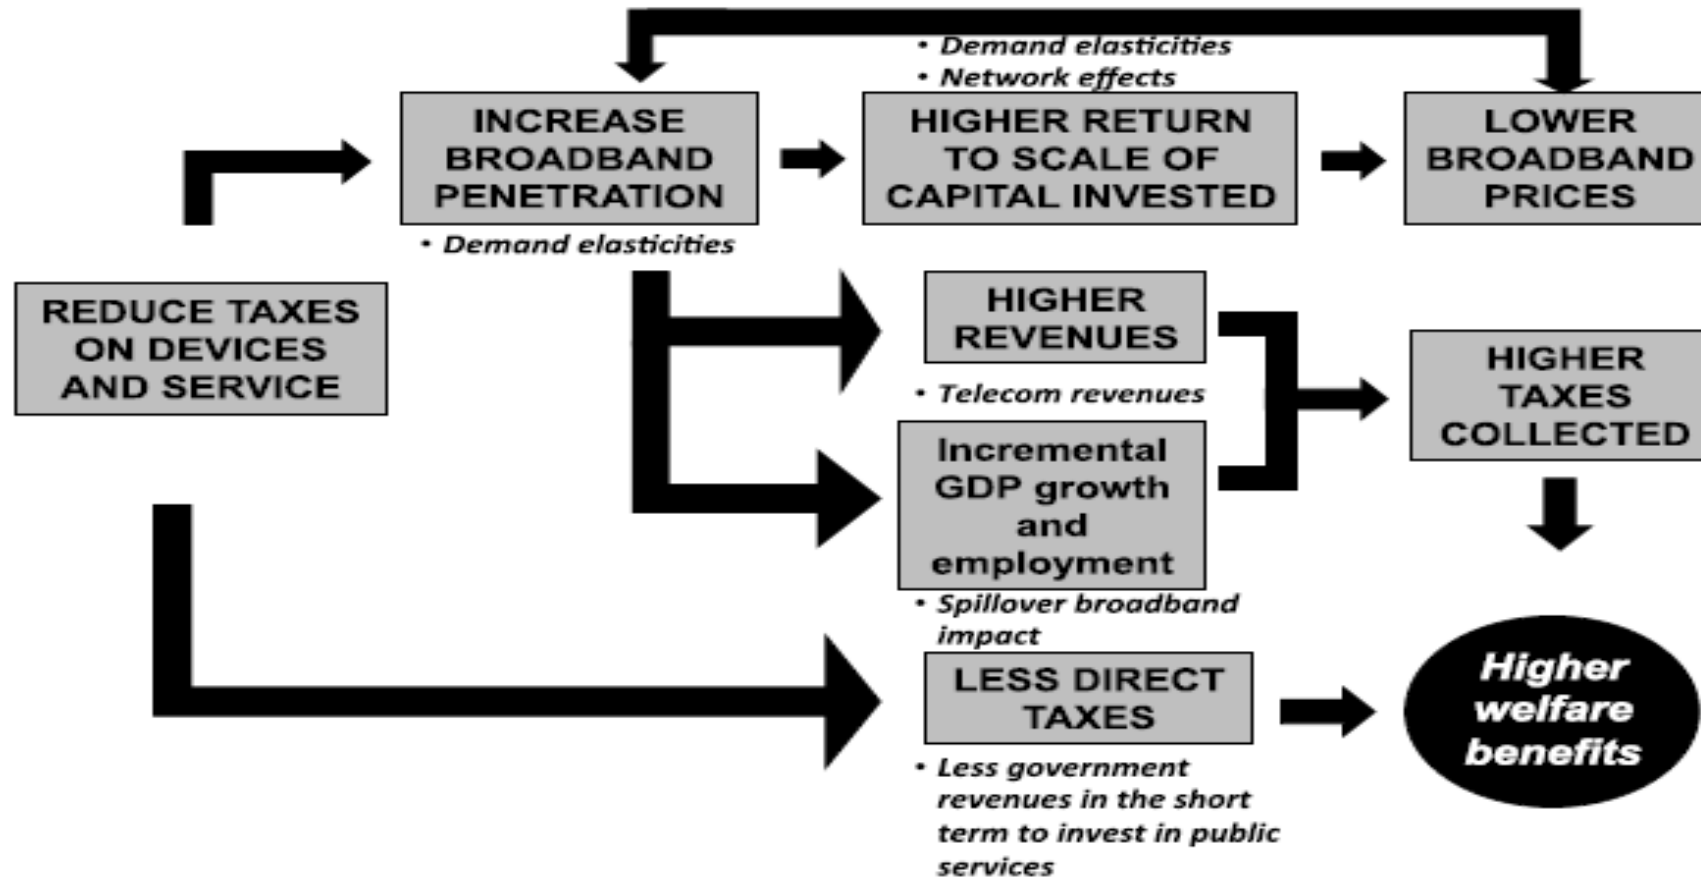 • Demand elasticities
• Network effects
INCREASE
BROADBAND
PENETRATION
HIGHER RETURN
TO SCALE OF
CAPITAL INVESTED
LOWER
BROADBAND
PRICES
• Demand elasticities
REDUCE TAXES
ON DEVICES
AND SERVICE
HIGHER
REVENUES
• Telecom revenues
HIGHER
TAXES
COLLECTED
Incremental
GDP growth
and
employment
• Spillover broadband
impact
LESS DIRECT
TAXES
Higher
welfare
benefits
• Less government
revenues in the short
term to invest in public
services